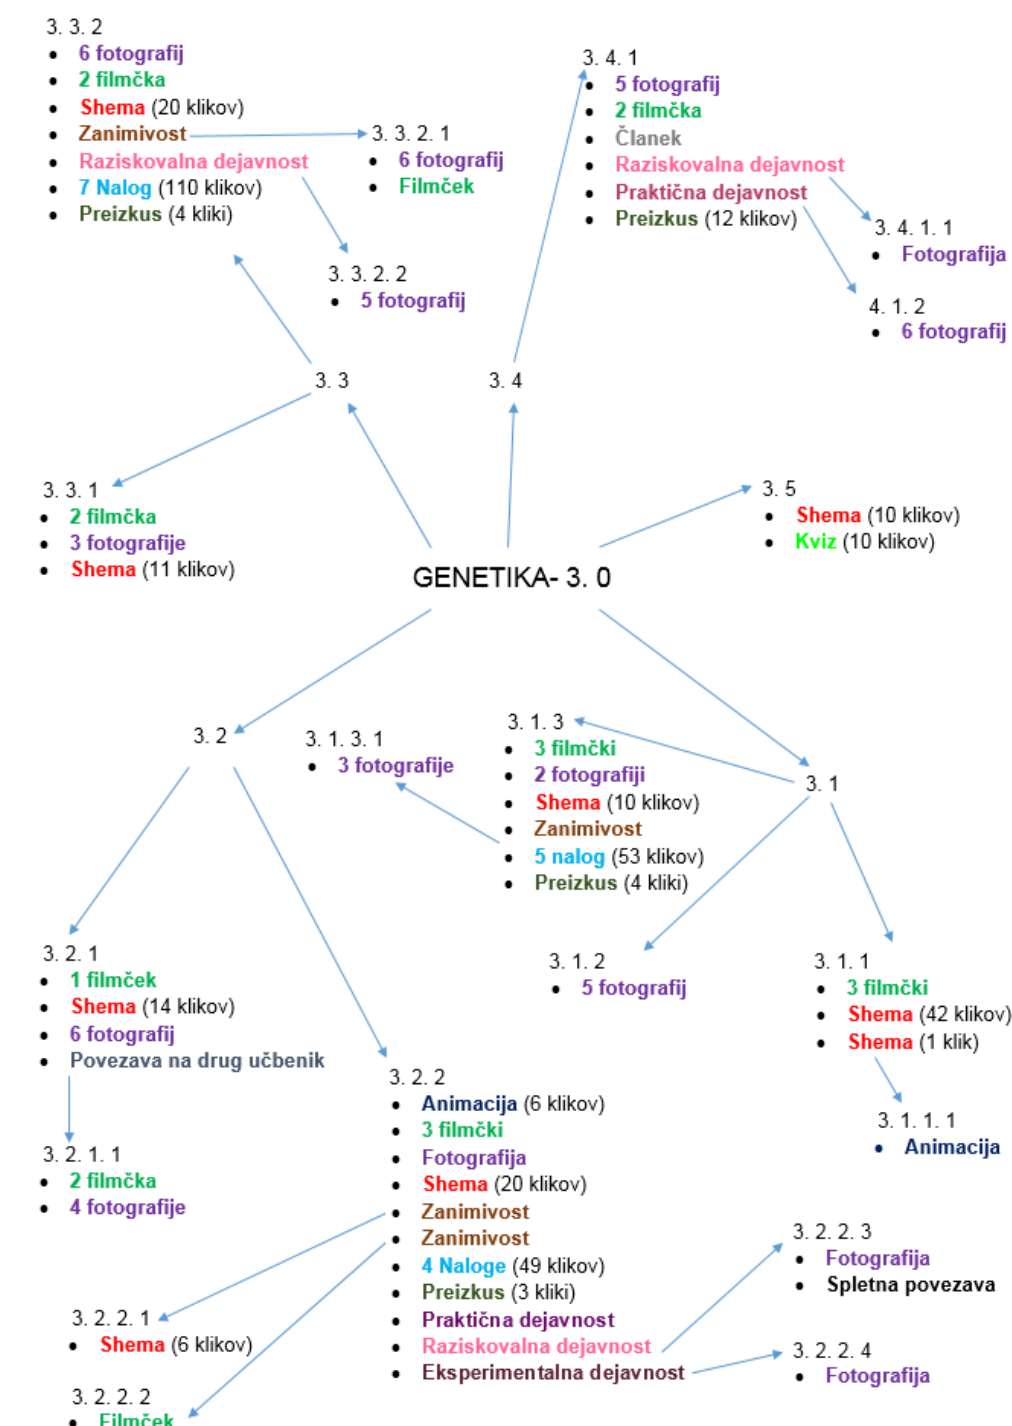 3. 3. 2
• 6 fotografij
• 2 filmčka
• Shema (20 klikov)
• Zanimivost
• Raziskovalna dejavnost
• 7 Nalog (110 klikov)
• Preizkus (4 kliki)
3. 3. 2. 1
• 6 fotografij
• Filmček
3. 3. 2. 2
• 5 fotografij
3. 4. 1
• 5 fotografij
• 2 filmčka
• Članek
• Raziskovalna dejavnost
• Praktična dejavnost
• Preizkus (12 klikov)
3. 4. 1. 1
• Fotografija
4. 1. 2
• 6 fotografij
3. 3
3. 4
3. 3. 1
• 2 filmčka
• 3 fotografije
• Shema (11 klikov)
3. 5
• Shema (10 klikov)
• Kviz (10 klikov)
GENETIKA- 3. 0
3. 2
3. 1. 3. 1
• 3 fotografije
3. 1. 3
• 3 filmčki
• 2 fotografiji
• Shema (10 klikov)
• Zanimivost
• 5 nalog (53 klikov)
• Preizkus (4 kliki)
3. 1
3. 2. 1
• 1 filmček
• Shema (14 klikov)
• 6 fotografij
• Povezava na drug učbenik
3. 1. 2
• 5 fotografij
3. 1. 1
• 3 filmčki
• Shema (42 klikov)
• Shema (1 klik)
3. 1. 1. 1
• Animacija
3. 2. 1. 1
• 2 filmčka
• 4 fotografije
3. 2. 2
• Animacija (6 klikov)
• 3 filmčki
• Fotografija
• Shema (20 klikov)
• Zanimivost
• Zanimivost
• 4 Naloge (49 klikov)
• Preizkus (3 kliki)
• Praktična dejavnost
• Raziskovalna dejavnost
• Eksperimentalna dejavnost
3. 2. 2. 3
• Fotografija
• Spletna povezava
3. 2. 2. 1
• Shema (6 klikov)
3. 2. 2. 4
• Fotografija
3. 2. 2. 2
• Filmček